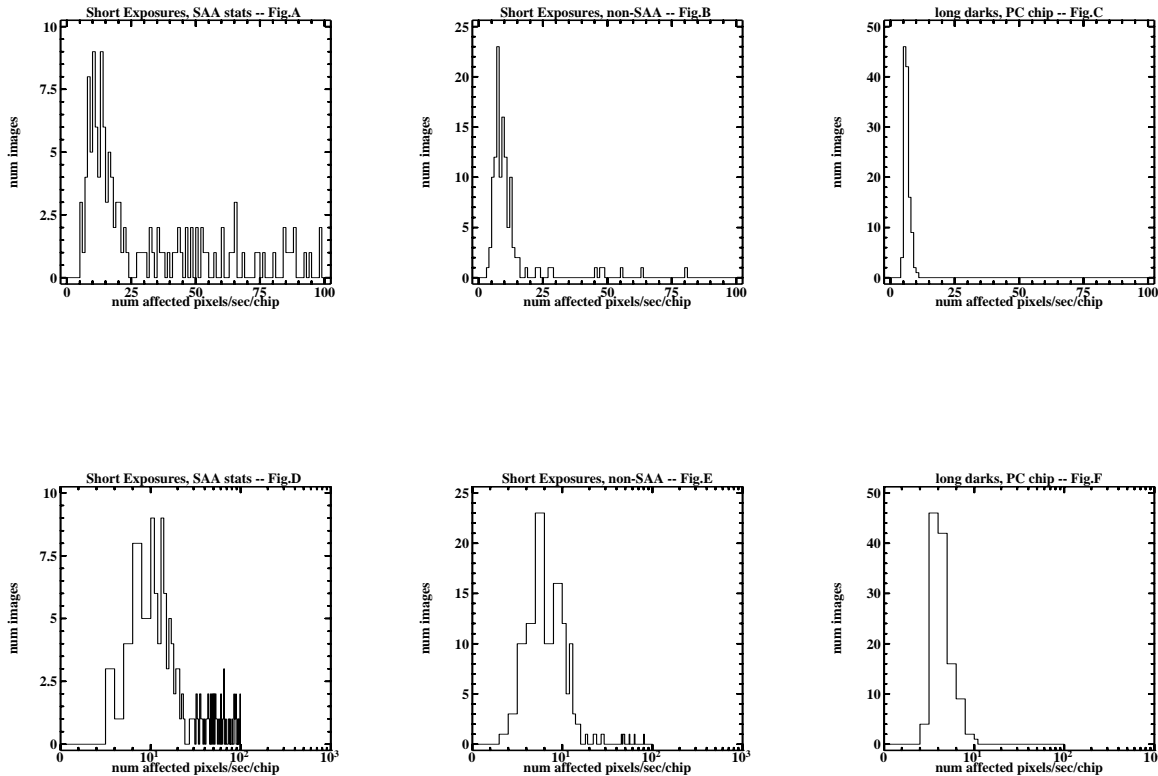 Short Exposures, SAA stats -- Fig.A
10
7.5
5
2.5
0
num images
0 25 50 75 100
num affected pixels/sec/chip
Short Exposures, non-SAA -- Fig.B
25
20
15
10
5
0
num images
0 25 50 75 100
num affected pixels/sec/chip
long darks, PC chip -- Fig.C
50
40
30
20
10
0
num images
0 25 50 75 100
num affected pixels/sec/chip
Short Exposures, SAA stats -- Fig.D
10
7.5
5
2.5
0
num images
0 10¹ 10² 10³
num affected pixels/sec/chip
Short Exposures, non-SAA -- Fig.E
25
20
15
10
5
0
num images
0 10¹ 10² 10³
num affected pixels/sec/chip
long darks, PC chip -- Fig.F
50
40
30
20
10
0
num images
0 10¹ 10² 10
num affected pixels/sec/chip